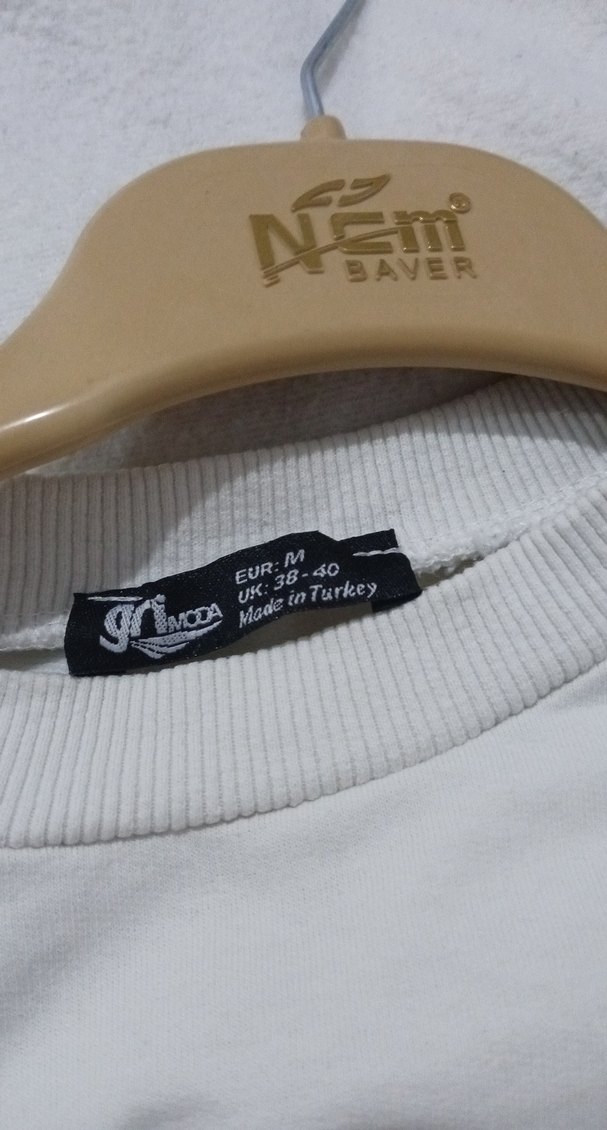 NEm®
BAVER
gri MODA
EUR: M
UK: 38-40
Made in Turkey